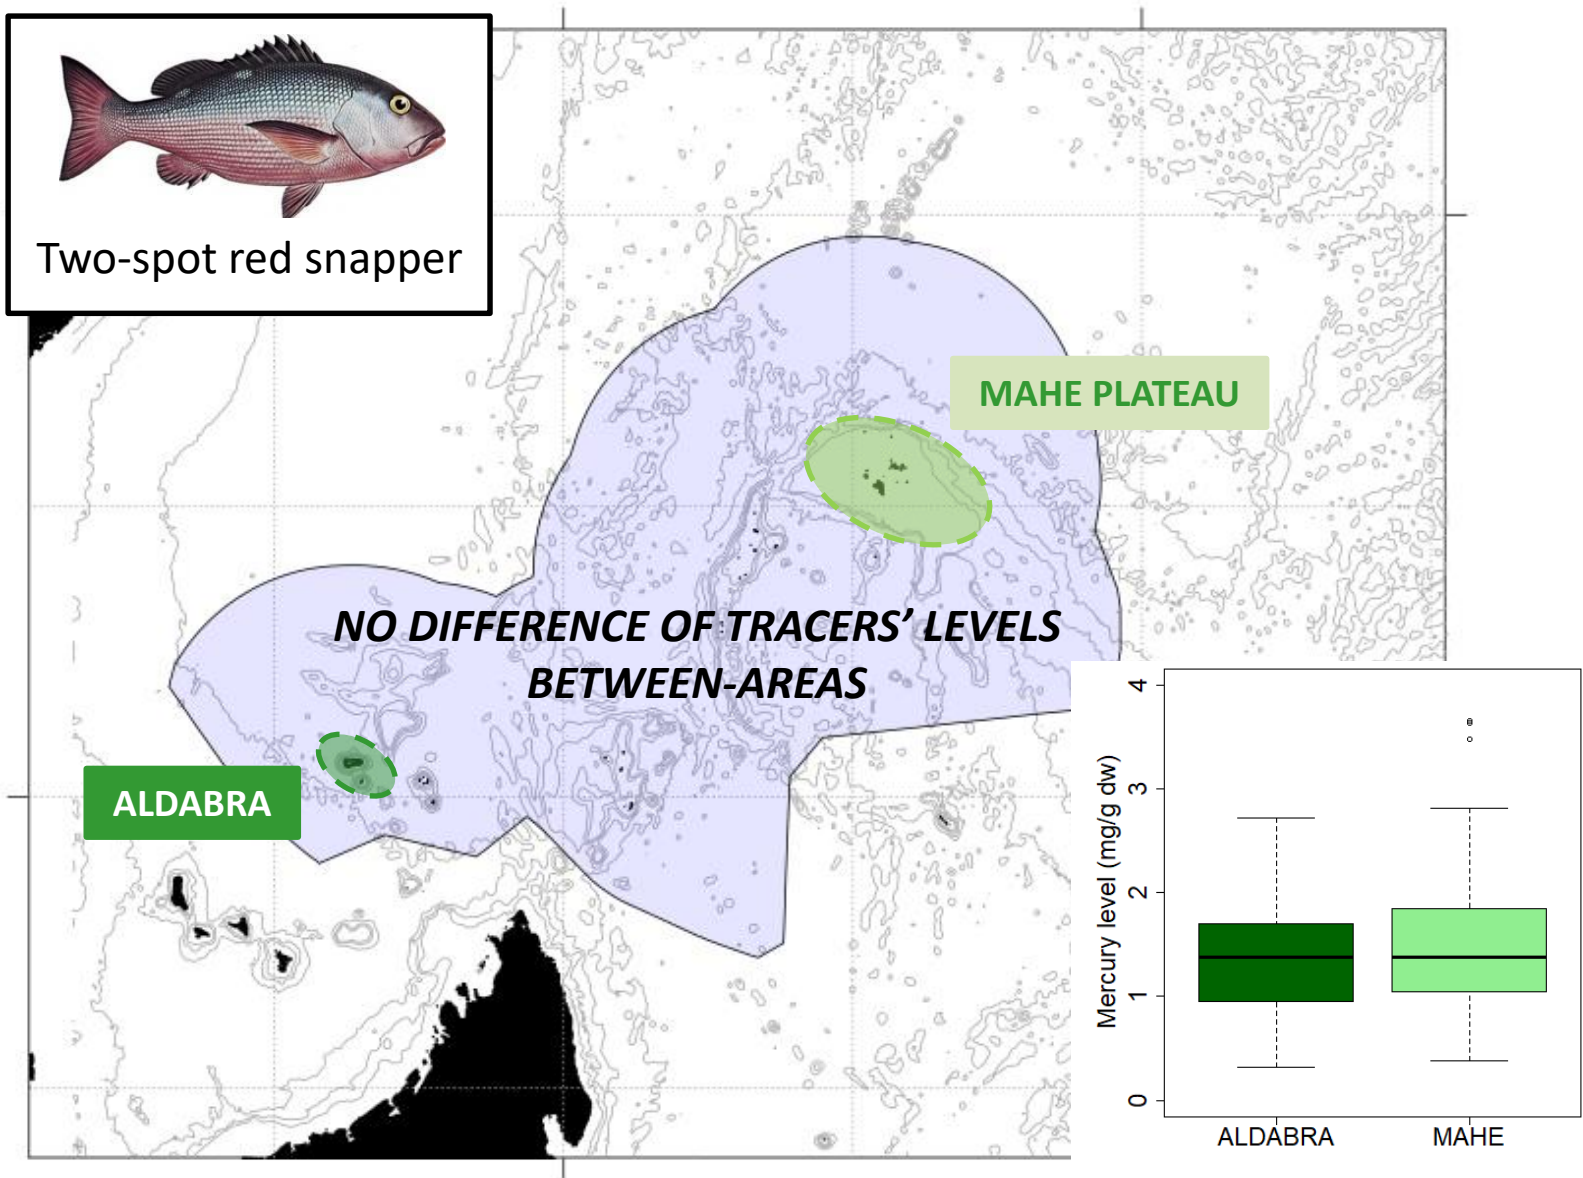 Two-spot red snapper
MAHE PLATEAU
NO DIFFERENCE OF TRACERS’ LEVELS
BETWEEN-AREAS
ALDABRA
Mercury level (mg/g dw)
4
3
2
1
0
ALDABRA
MAHE